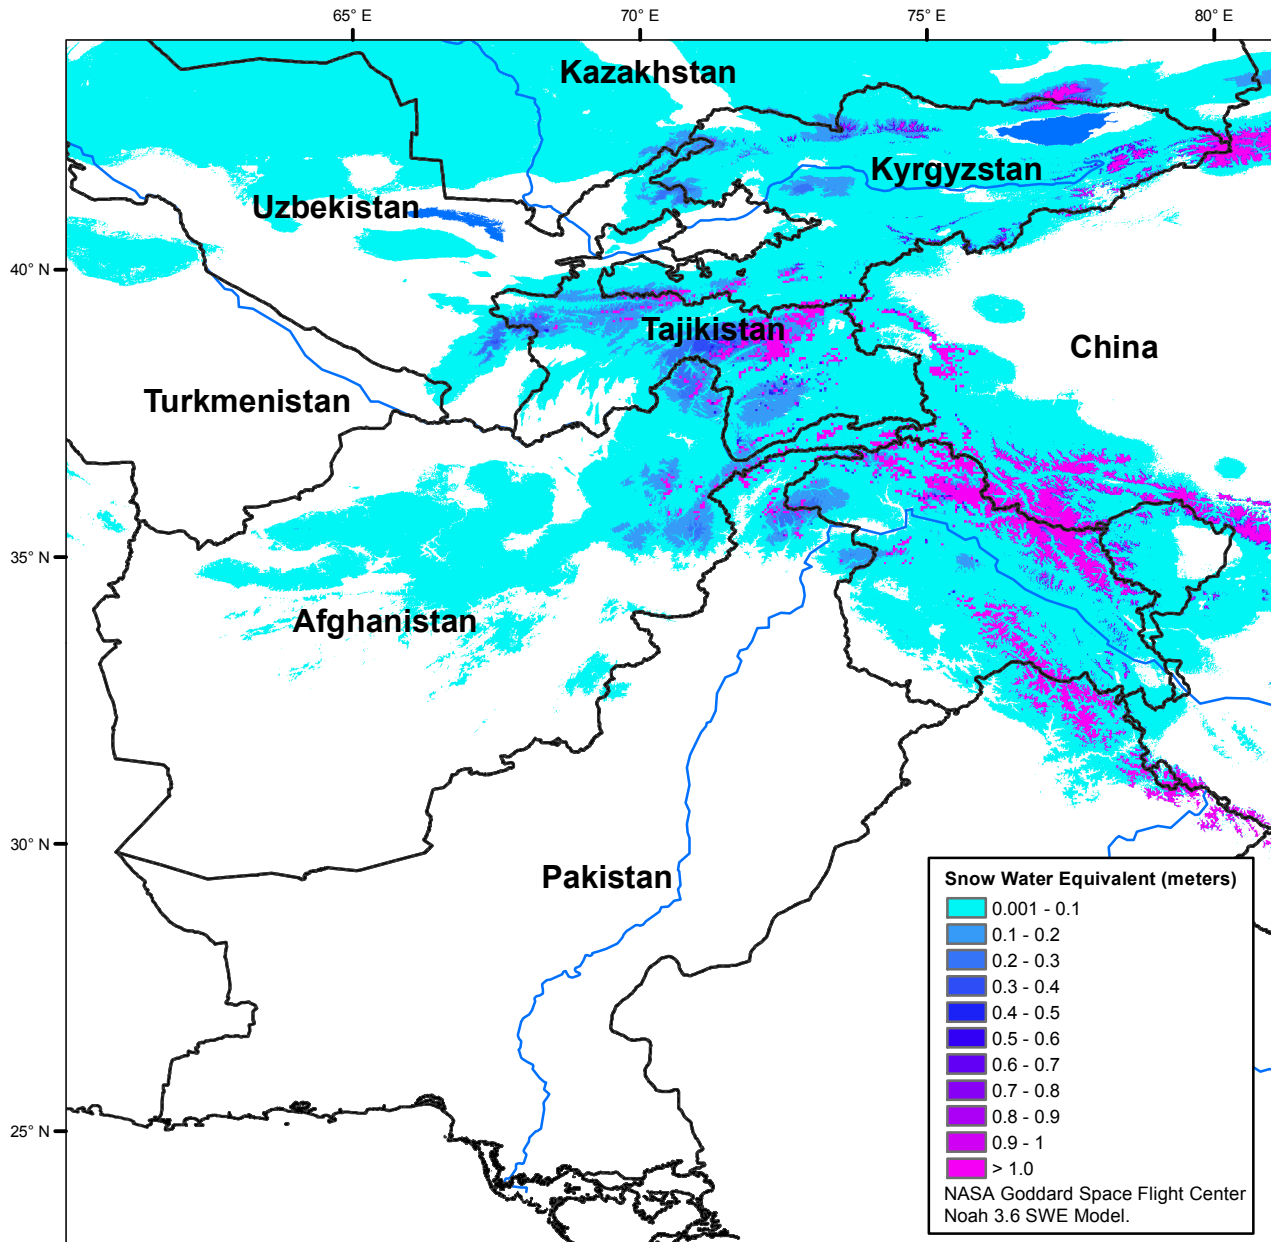 65° E
70° E
75° E
80° E
Kazakhstan
Kyrgyzstan
Uzbekistan
40° N
Tajikistan
China
Turkmenistan
35° N
Afghanistan
30° N
Pakistan
Snow Water Equivalent (meters)
0.001 - 0.1
0.1 - 0.2
0.2 - 0.3
0.3 - 0.4
0.4 - 0.5
0.5 - 0.6
0.6 - 0.7
0.7 - 0.8
0.8 - 0.9
0.9 - 1
> 1.0
NASA Goddard Space Flight Center
Noah 3.6 SWE Model.
25° N